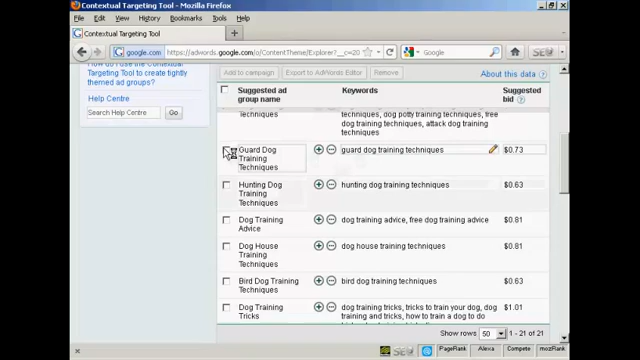 Contextual Targeting Tool - Mozilla Firefox
File Edit View History Bookmarks Tools Help
Contextual Targeting Tool
google.com https://adwords.google.com/o/ContentTheme/Explorer?__c=20 Google
How do I use the Contextual
Targeting Tool to create tightly
themed ad groups?
Help Centre
Search Help Centre Go
Add to campaign Export to AdWords Editor Remove About this data
Suggested ad
group name Keywords Suggested
bid
Techniques techniques, dog potty training techniques, free
dog training techniques, attack dog training
techniques
Guard Dog
Training
Techniques guard dog training techniques $0.73
Hunting Dog
Training
Techniques hunting dog training techniques $0.63
Dog Training
Advice dog training advice, free dog training advice $0.81
Dog House
Training
Techniques dog house training techniques $0.81
Bird Dog Training
Techniques bird dog training techniques $0.63
Dog Training
Tricks dog training tricks, tricks to train your dog, dog
training and tricks, how to train a dog to do $1.01
Show rows: 50 1 - 21 of 21
PageRank Alexa Compete mozRank